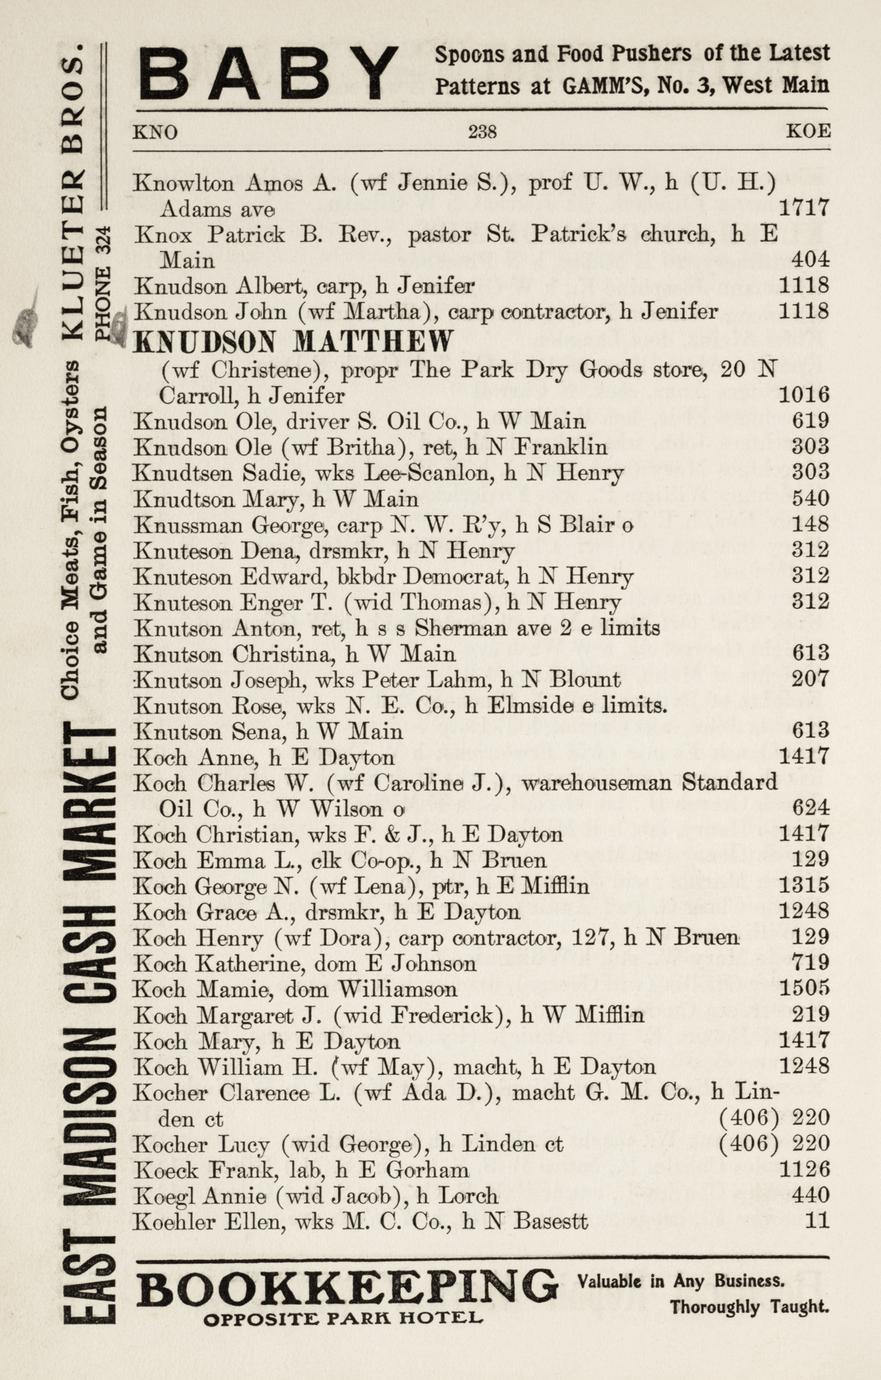 BABY Spoons and Food Pushers of the Latest
Patterns at GAMM'S, No. 3, West Main
KNO 238 KOE
Knowlton Amos A. (wf Jennie S.), prof U. W., h (U. H.)
Adams ave 1717
Knox Patrick B. Rev., pastor St. Patrick's church, h E
Main 404
Knudson Albert, carp, h Jenifer 1118
Knudson John (wf Martha), carp contractor, h Jenifer 1118
KNUDSON MATTHEW
(wf Christene), propr The Park Dry Goods store, 20 N
Carroll, h Jenifer 1016
Knudson Ole, driver S. Oil Co., h W Main 619
Knudson Ole (wf Britha), ret, h N Franklin 303
Knudtsen Sadie, wks Lee-Scanlon, h N Henry 303
Knudtson Mary, h W Main 540
Knussman George, carp N. W. R'y, h S Blair o 148
Knuteson Dena, drsmkr, h N Henry 312
Knuteson Edward, bkbdr Democrat, h N Henry 312
Knuteson Enger T. (wid Thomas), h N Henry 312
Knutson Anton, ret, h s s Sherman ave 2 e limits
Knutson Christina, h W Main 613
Knutson Joseph, wks Peter Lahm, h N Blount 207
Knutson Rose, wks N. E. Co., h Elmside e limits.
Knutson Sena, h W Main 613
Koch Anne, h E Dayton 1417
Koch Charles W. (wf Caroline J.), warehouseman Standard
Oil Co., h W Wilson o 624
Koch Christian, wks F. & J., h E Dayton 1417
Koch Emma L., clk Co-op., h N Bruen 129
Koch George N. (wf Lena), ptr, h E Mifflin 1315
Koch Grace A., drsmkr, h E Dayton 1248
Koch Henry (wf Dora), carp contractor, 127, h N Bruen 129
Koch Katherine, dom E Johnson 719
Koch Mamie, dom Williamson 1505
Koch Margaret J. (wid Frederick), h W Mifflin 219
Koch Mary, h E Dayton 1417
Koch William H. (wf May), macht, h E Dayton 1248
Kocher Clarence L. (wf Ada D.), macht G. M. Co., h Lin-
den ct (406) 220
Kocher Lucy (wid George), h Linden ct (406) 220
Koeck Frank, lab, h E Gorham 1126
Koegl Annie (wid Jacob), h Lorch 440
Koehler Ellen, wks M. C. Co., h N Basestt 11
BOOKKEEPING Valuable in Any Business.
OPPOSITE PARK HOTEL Thoroughly Taught.
EAST MADISON CASH MARKET Choice Meats, Fish, Oysters KLUETER BROS.
and Game in Season PHONE 324